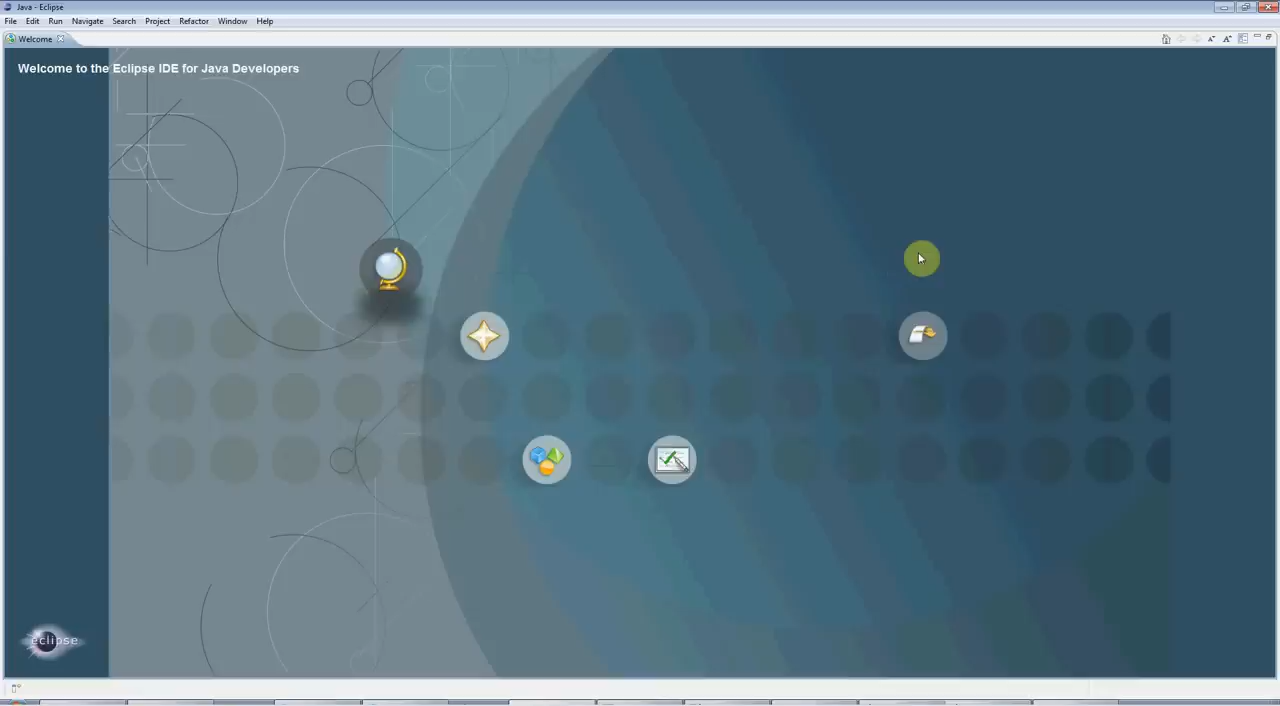 Java - Eclipse
File Edit Run Navigate Search Project Refactor Window Help
Welcome
Welcome to the Eclipse IDE for Java Developers
eclipse